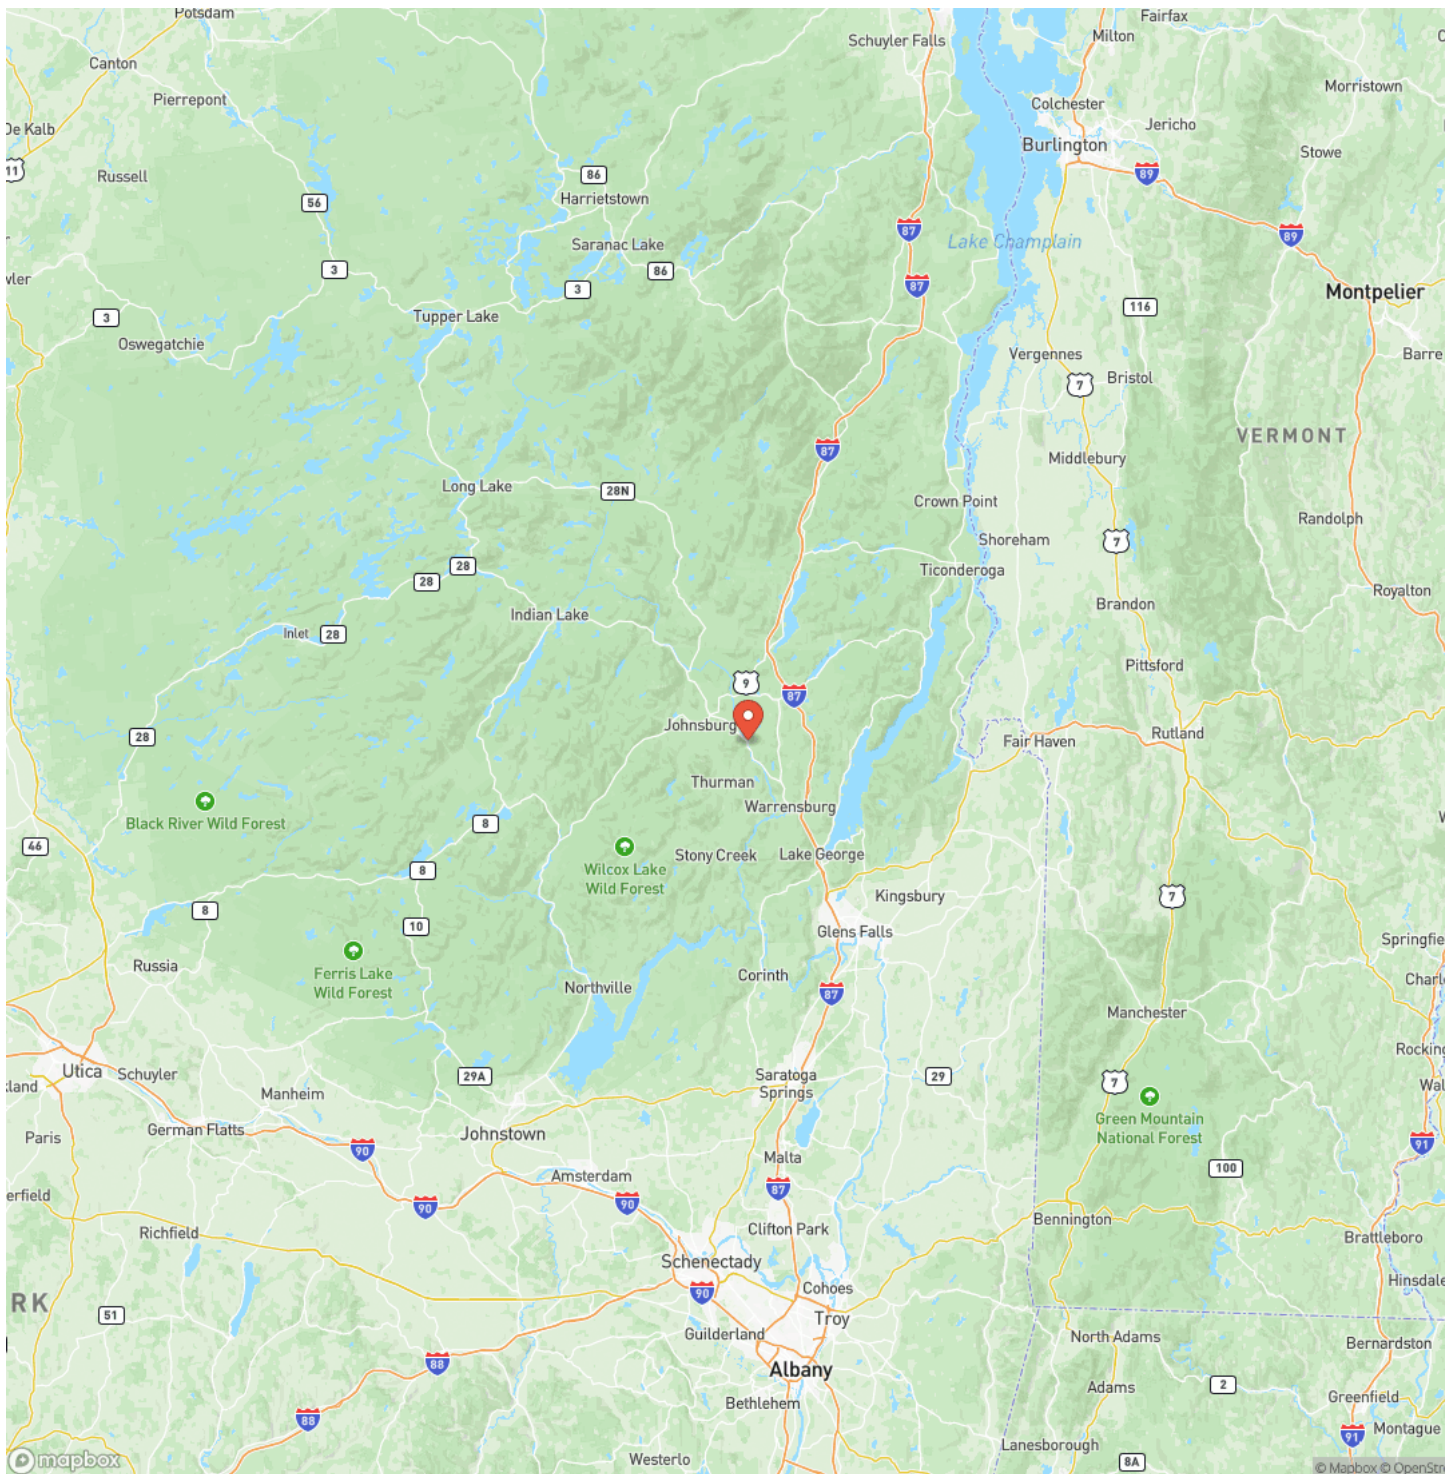 Potsdam
Fairfax
Schuyler Falls
Milton
Canton
Morristown
Pierrepont
Colchester
Jericho
De Kalb
Burlington
Stowe
11
89
Russell
86
Harrietstown
56
87
89
Saranac Lake
Lake Champlain
3
86
87
3
Montpelier
3
116
Tupper Lake
Oswegatchie
Vergennes
Barre
7
Bristol
VERMONT
87
Middlebury
Long Lake
28N
Crown Point
Randolph
Shoreham
7
28
Ticonderoga
28
Royalton
Brandon
Indian Lake
Inlet
28
Pittsford
9
87
Johnsburg
28
Fair Haven
Rutland
Thurman
Warrensburg
Black River Wild Forest
8
46
Stony Creek
Lake George
Wilcox Lake
Wild Forest
8
Kingsbury
7
8
10
Glens Falls
Springfie
Russia
Ferris Lake
Wild Forest
Corinth
Northville
87
Manchester
Utica
Schuyler
29A
Saratoga
Springs
29
7
Manheim
Green Mountain
National Forest
German Flatts
Johnstown
Paris
90
91
Malta
100
Amsterdam
87
90
90
Bennington
Richfield
Clifton Park
Brattleboro
Schenectady
Hinsdale
90
Cohoes
RK
51
Troy
Guilderland
North Adams
Bernardston
88
Albany
2
Adams
Bethlehem
Greenfield
88
Montague
91
Lanesborough
Westerlo
8A
mapbox
© Mapbox © OpenStre